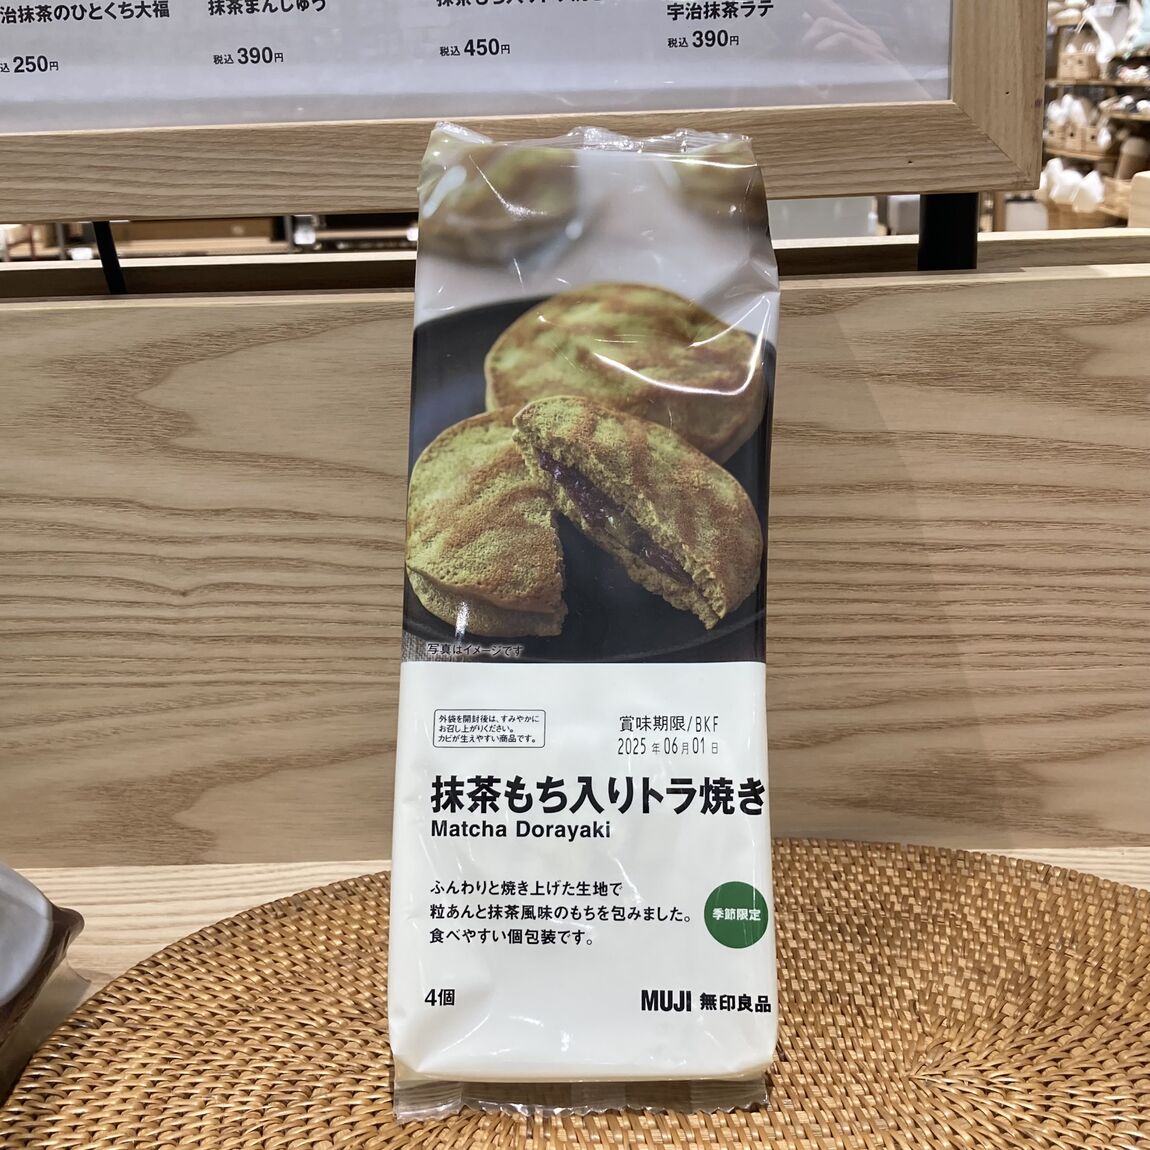 治抹茶のひとくち大福
込250円
抹茶まんじゅう
税込390円
税込450円
宇治抹茶ラテ
税込390円
写真はイメージです
外袋を開封後は、すみやかに
お召し上がりください。
カビが生えやすい商品です。
賞味期限/BKF
2025年06月01日
抹茶もち入りトラ焼き
Matcha Dorayaki
ふんわりと焼き上げた生地で
粒あんと抹茶風味のもちを包みました。
食べやすい個包装です。
季節限定
4個
MUJI 無印良品